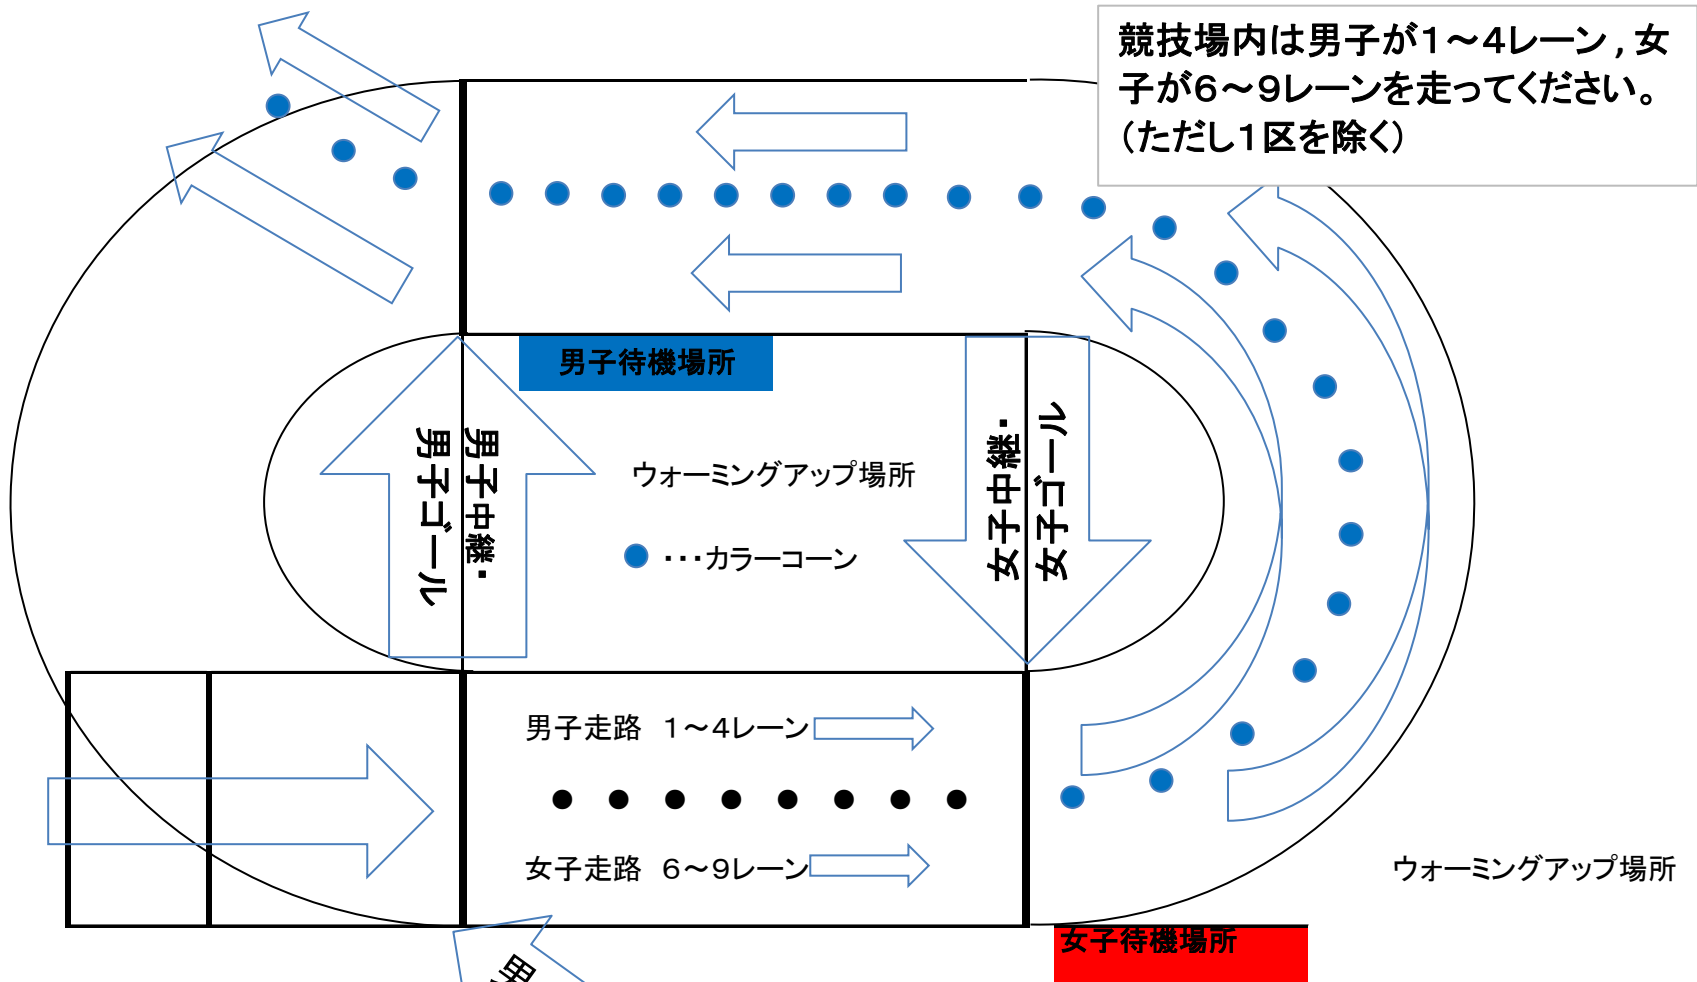 競技場内は男子が1～4レーン，女
子が6～9レーンを走ってください。
（ただし1区を除く）
男子待機場所
男子中継・
男子ゴール
ウォーミングアップ場所
・・・カラーコーン
女子中継・
女子ゴール
男子走路　1～4レーン
女子走路　6～9レーン
ウォーミングアップ場所
女子待機場所
男